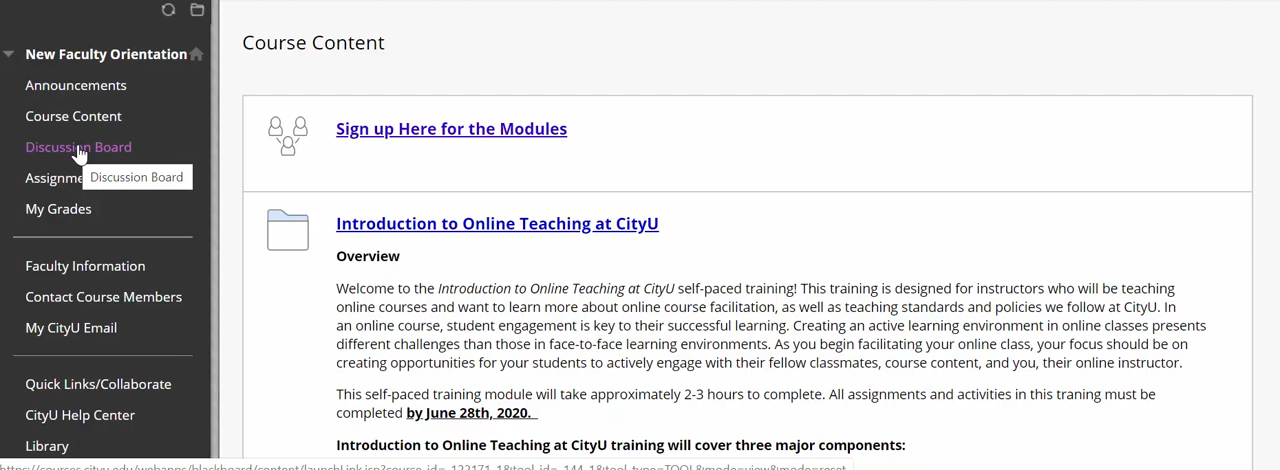 New Faculty Orientation
Announcements
Course Content
Discussion Board
Discussion Board
Assignme
My Grades
Faculty Information
Contact Course Members
My CityU Email
Quick Links/Collaborate
CityU Help Center
Library
Course Content
Sign up Here for the Modules
Introduction to Online Teaching at CityU
Overview
Welcome to the Introduction to Online Teaching at CityU self-paced training! This training is designed for instructors who will be teaching
online courses and want to learn more about online course facilitation, as well as teaching standards and policies we follow at CityU. In
an online course, student engagement is key to their successful learning. Creating an active learning environment in online classes presents
different challenges than those in face-to-face learning environments. As you begin facilitating your online class, your focus should be on
creating opportunities for your students to actively engage with their fellow classmates, course content, and you, their online instructor.
This self-paced training module will take approximately 2-3 hours to complete. All assignments and activities in this traning must be
completed by June 28th, 2020.
Introduction to Online Teaching at CityU training will cover three major components: